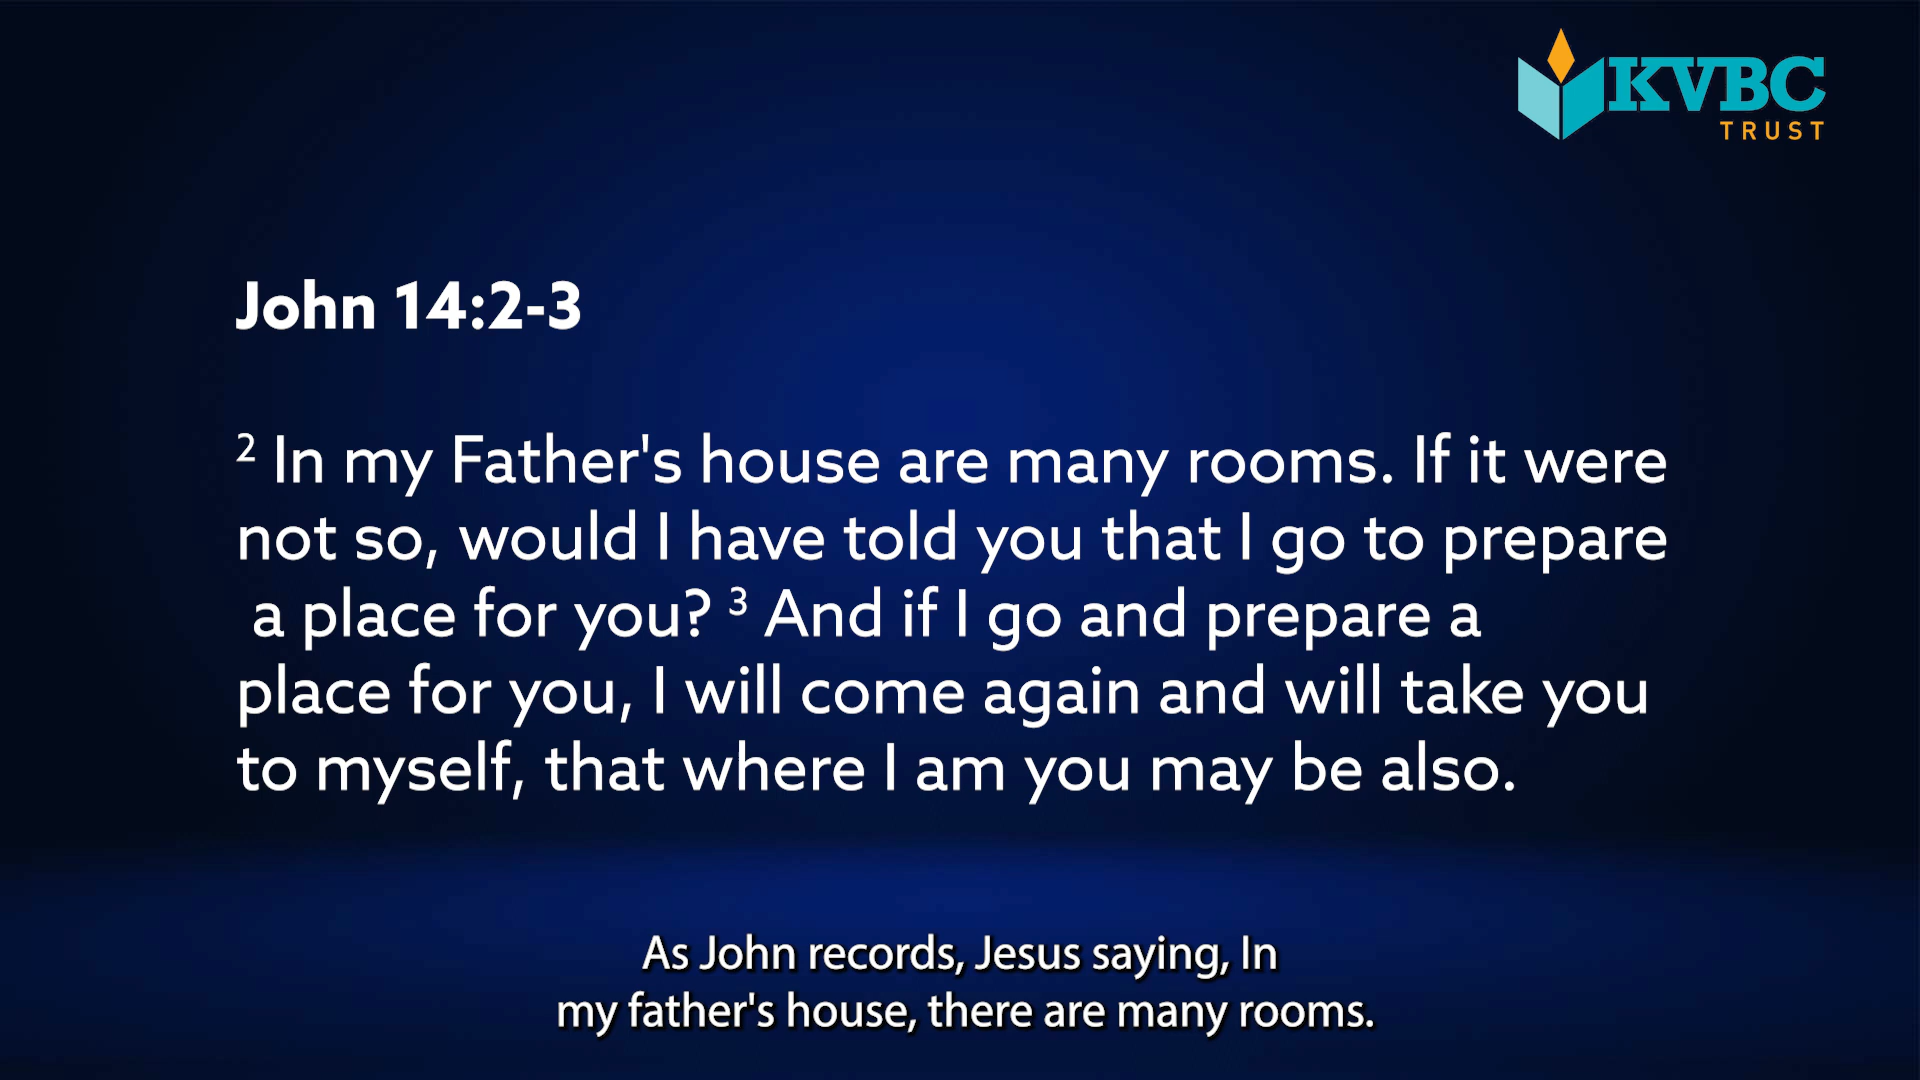 KVBC
TRUST
John 14:2-3
² In my Father's house are many rooms. If it were
not so, would I have told you that I go to prepare
a place for you? ³ And if I go and prepare a
place for you, I will come again and will take you
to myself, that where I am you may be also.
As John records, Jesus saying, In
my father's house, there are many rooms.